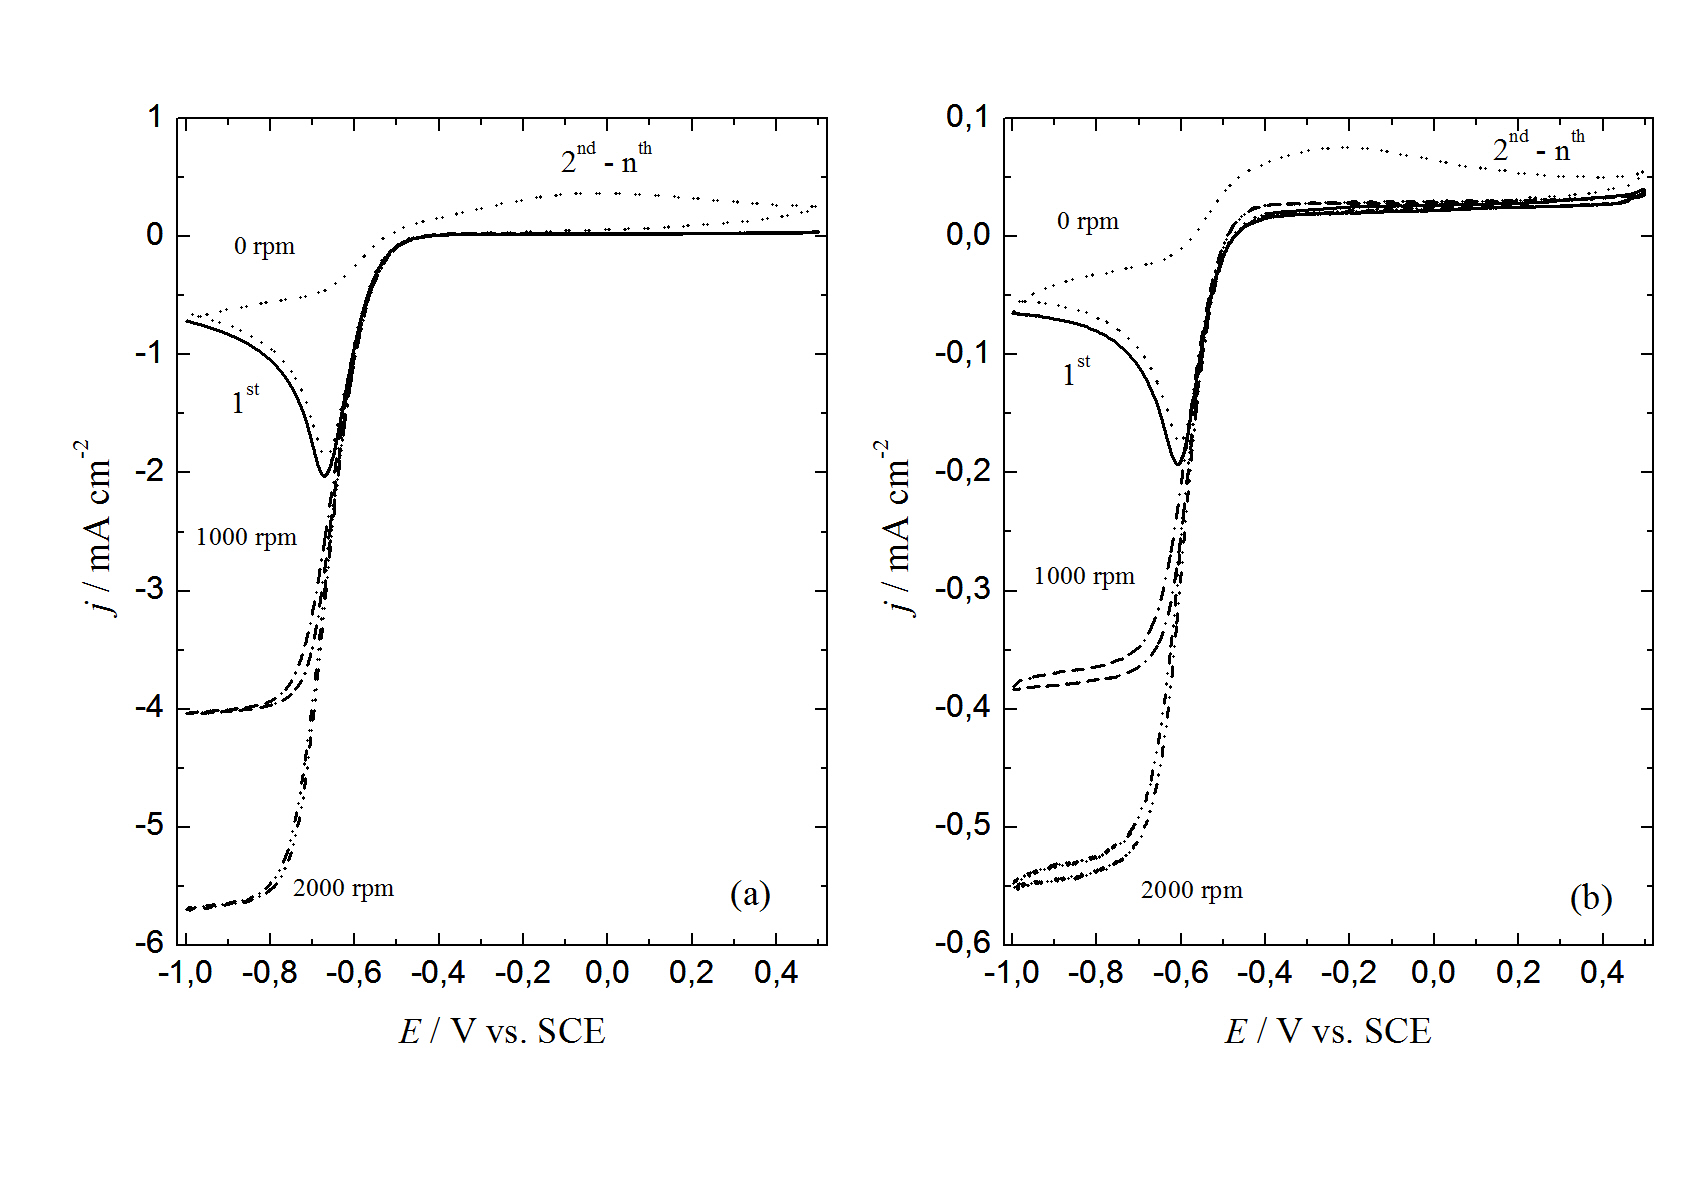 1
0
-1
-2
-3
-4
-5
-6
j / mA cm-2
2nd - nth
0 rpm
1st
1000 rpm
2000 rpm
(a)
-1,0 -0,8 -0,6 -0,4 -0,2 0,0 0,2 0,4
E / V vs. SCE
0,1
0,0
-0,1
-0,2
-0,3
-0,4
-0,5
-0,6
j / mA cm-2
2nd - nth
0 rpm
1st
1000 rpm
2000 rpm
(b)
-1,0 -0,8 -0,6 -0,4 -0,2 0,0 0,2 0,4
E / V vs. SCE